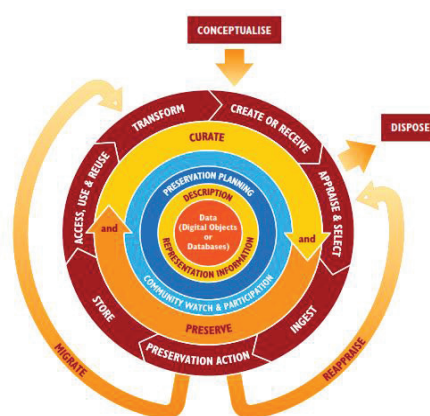 CONCEPTUALISE
DISPOSE
CREATE OR RECEIVE
APPRAISE & SELECT
INGEST
PRESERVATION ACTION
STORE
ACCESS, USE & REUSE
TRANSFORM
CURATE
and
PRESERVE
and
COMMUNITY WATCH & PARTICIPATION
PRESERVATION PLANNING
DESCRIPTION
REPRESENTATION INFORMATION
Data
(Digital Objects
or
Databases)
MIGRATE
REAPPRAISE